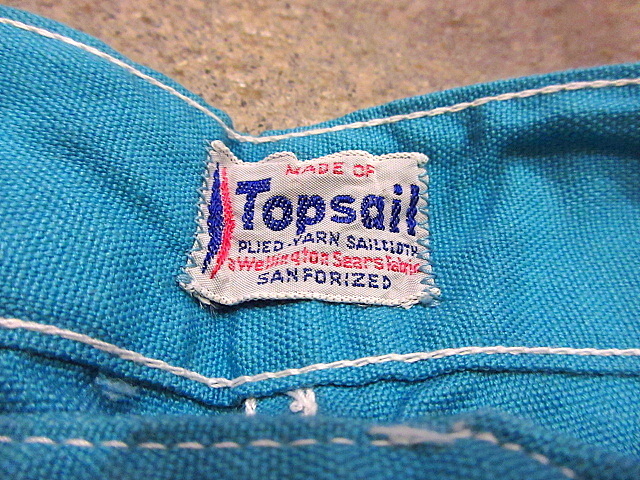 MADE OF
Topsail
PLIED-YARN SAILCLOTH
a Wellington Sears Fabric
SANFORIZED